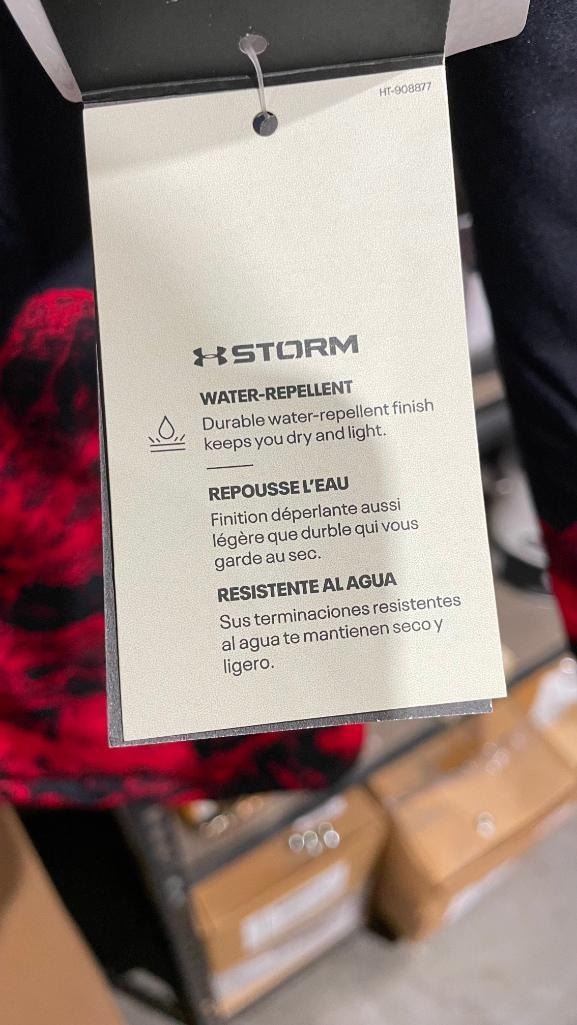 HT-908877
STORM
WATER-REPELLENT
Durable water-repellent finish
keeps you dry and light.
REPOUSSE L'EAU
Finition déperlante aussi
légère que durble qui vous
garde au sec.
RESISTENTE AL AGUA
Sus terminaciones resistentes
al agua te mantienen seco y
ligero.